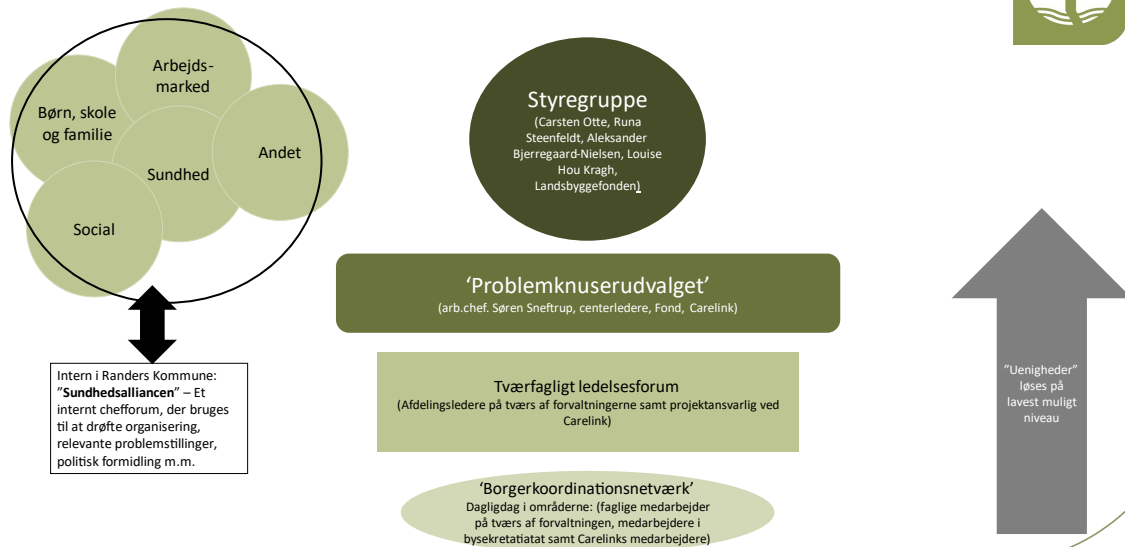 Arbejds-
marked
Børn, skole
og familie
Andet
Sundhed
Social
Intern i Randers Kommune:
”Sundhedsalliancen” – Et
internt chefforum, der bruges
til at drøfte organisering,
relevante problemstillinger,
politisk formidling m.m.
Styregruppe
(Carsten Otte, Runa
Steenfeldt, Aleksander
Bjerregaard-Nielsen, Louise
Hou Kragh,
Landsbyggefonden)
‘Problemknuserudvalget’
(arb.chef. Søren Sneftrup, centerledere, Fond, Carelink)
Tværfagligt ledelsesforum
(Afdelingsledere på tværs af forvaltningerne samt projektansvarlig ved
Carelink)
‘Borgerkoordinationsnetværk’
Dagligdag i områderne: (faglige medarbejder
på tværs af forvaltningen, medarbejdere i
bysekretatiatat samt Carelinks medarbejdere)
”Uenigheder”
løses på
lavest muligt
niveau